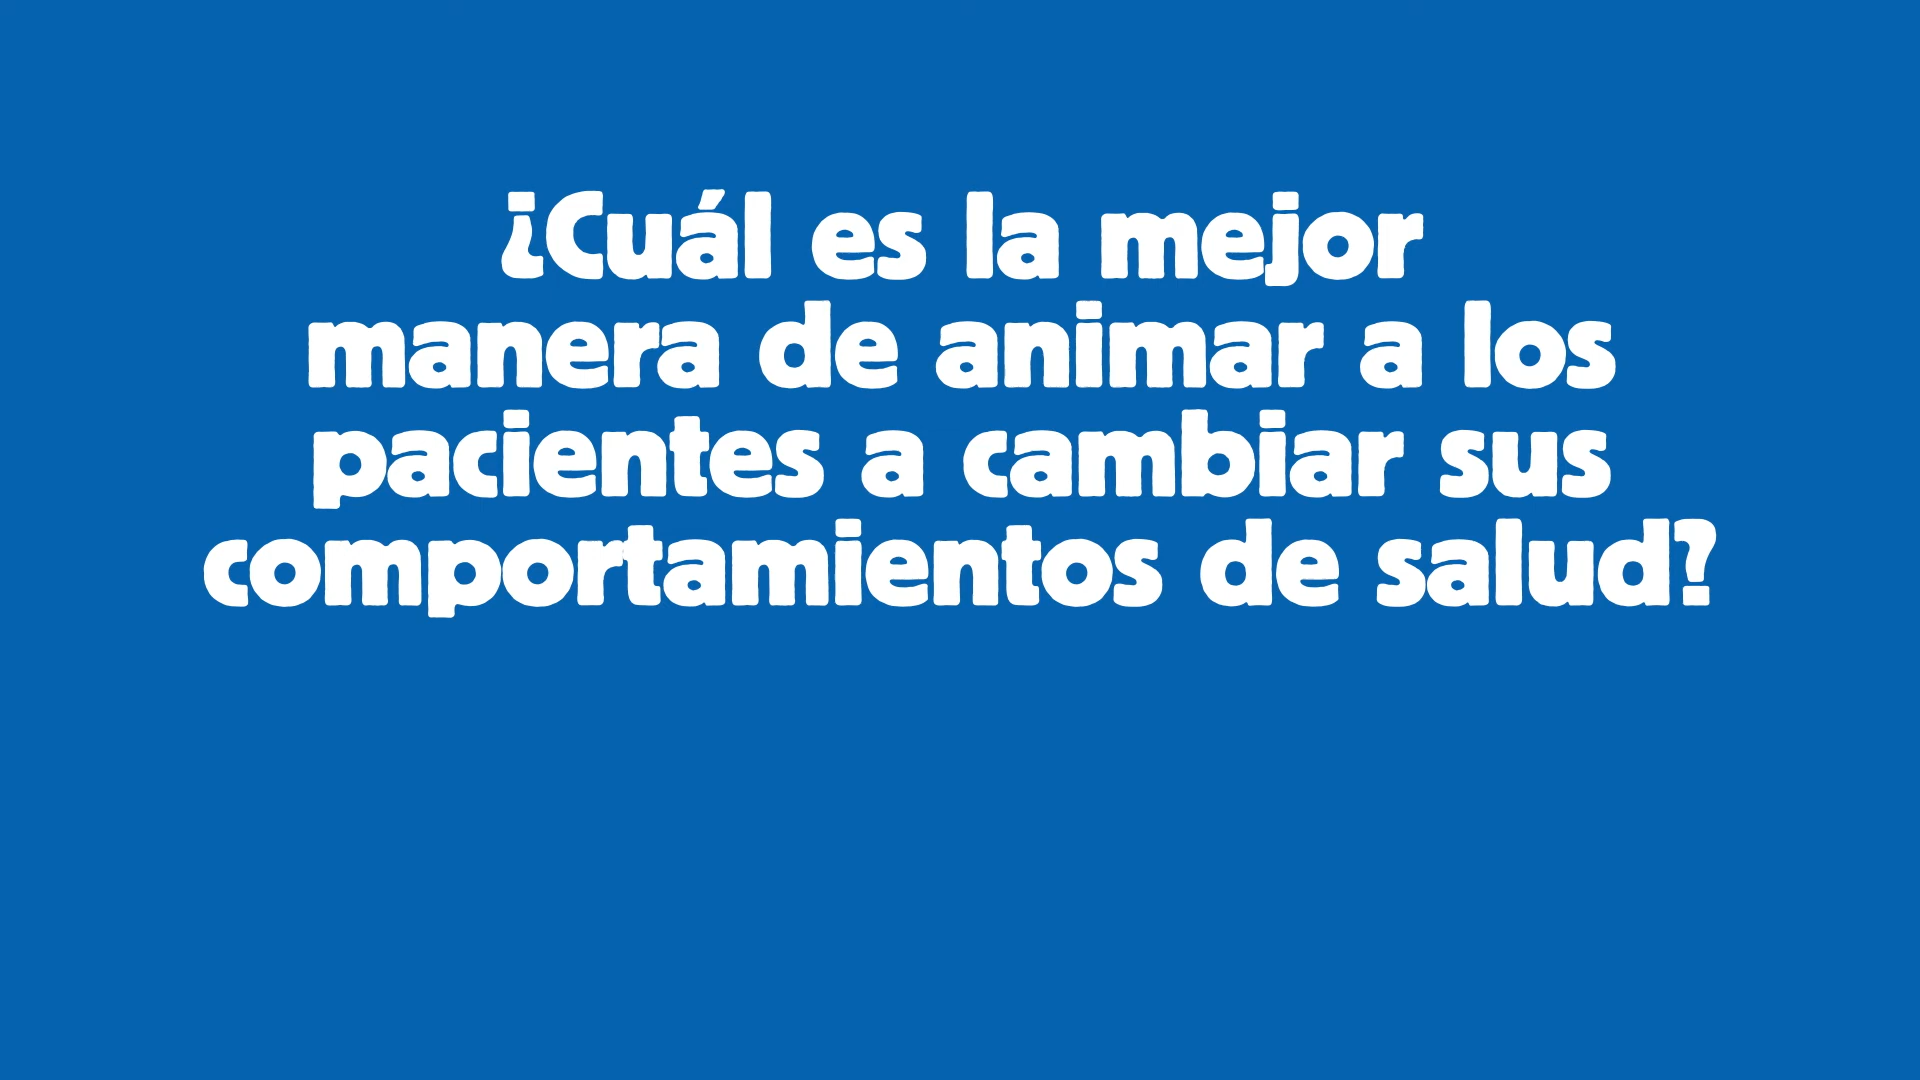 ¿Cuál es la mejor
manera de animar a los
pacientes a cambiar sus
comportamientos de salud?